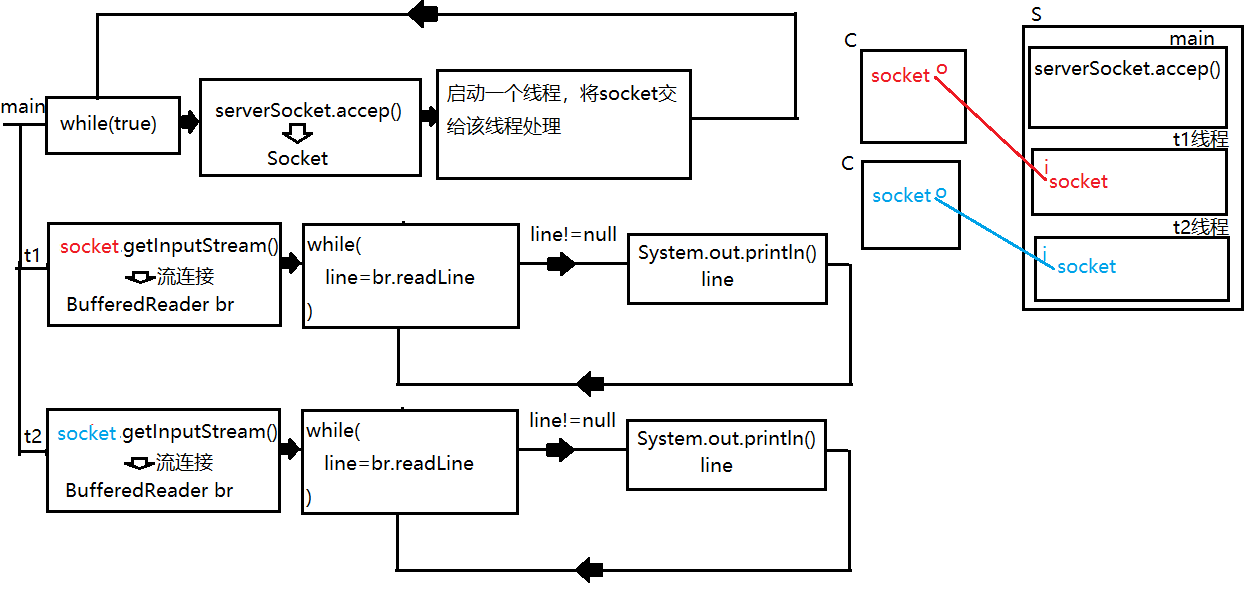 main
while(true)
serverSocket.accep()
Socket
启动一个线程，将socket交
给该线程处理
t1
socket.getInputStream()
流连接
BufferedReader br
while(
line=br.readLine
)
line!=null
System.out.println()
line
t2
socket.getInputStream()
流连接
BufferedReader br
while(
line=br.readLine
)
line!=null
System.out.println()
line
C
socket o
C
socket o
S
main
serverSocket.accep()
t1线程
i
socket
t2线程
i
socket